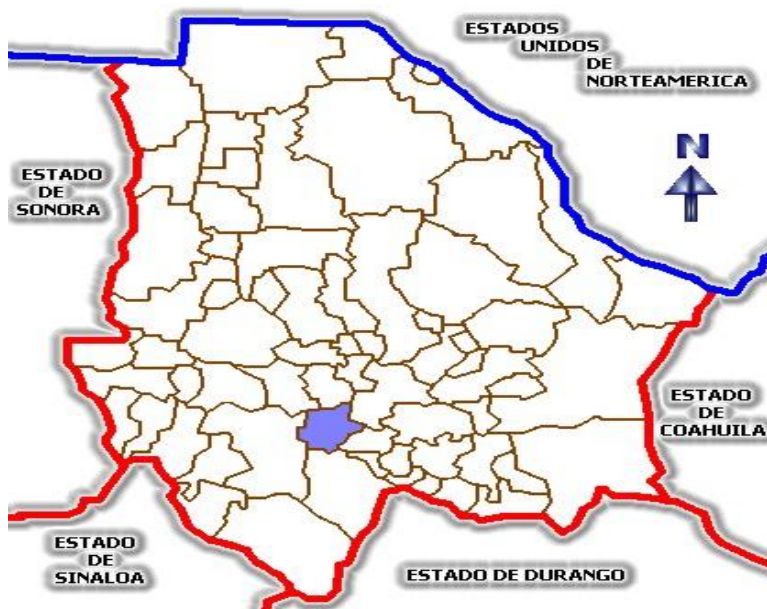 ESTADOS
UNIDOS
DE
NORTEAMERICA
N
ESTADO
DE
SONORA
ESTADO
DE
COAHUILA
ESTADO
DE
SINALOA
ESTADO DE DURANGO